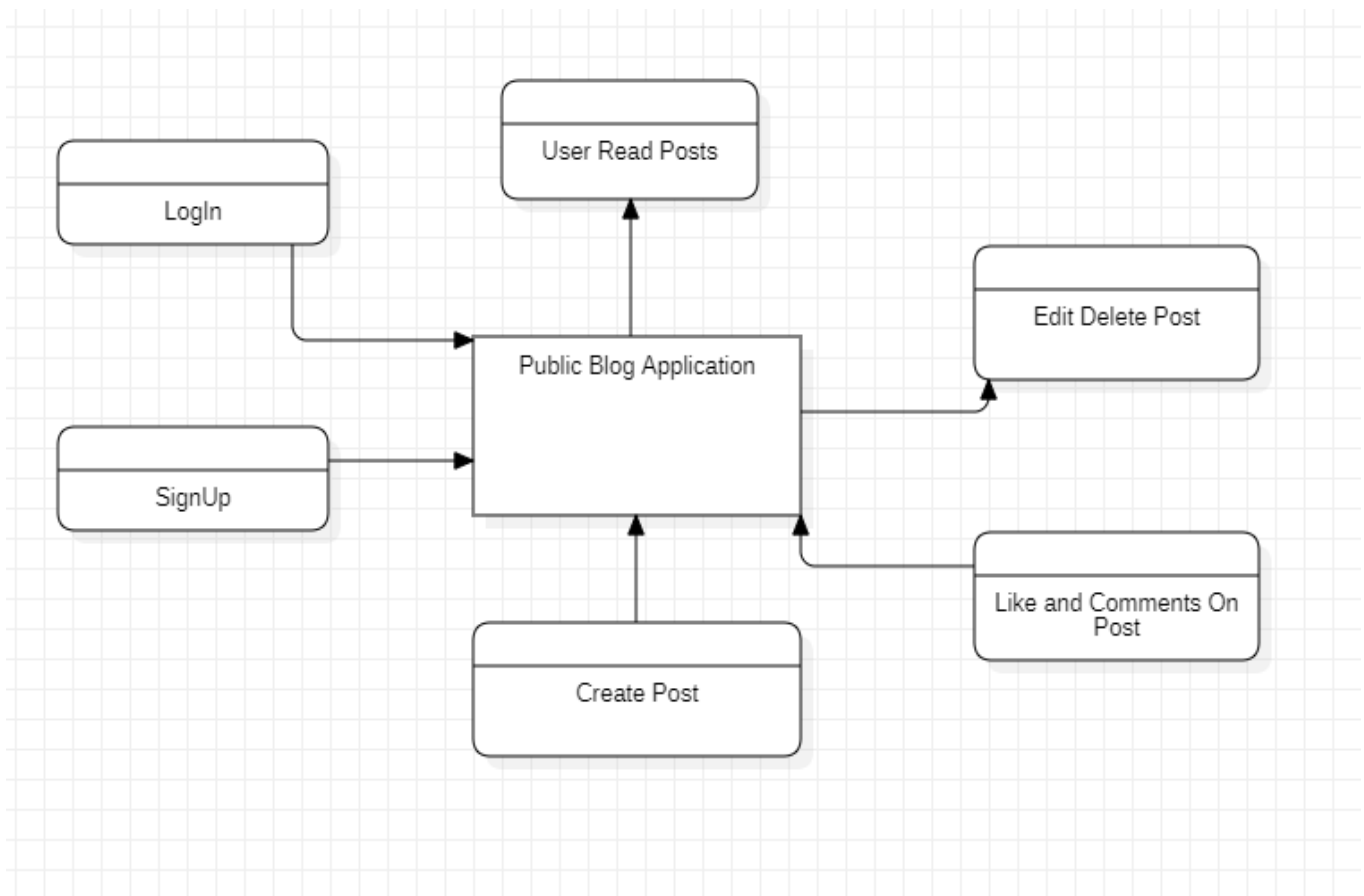 User Read Posts
LogIn
Edit Delete Post
Public Blog Application
SignUp
Like and Comments On
Post
Create Post